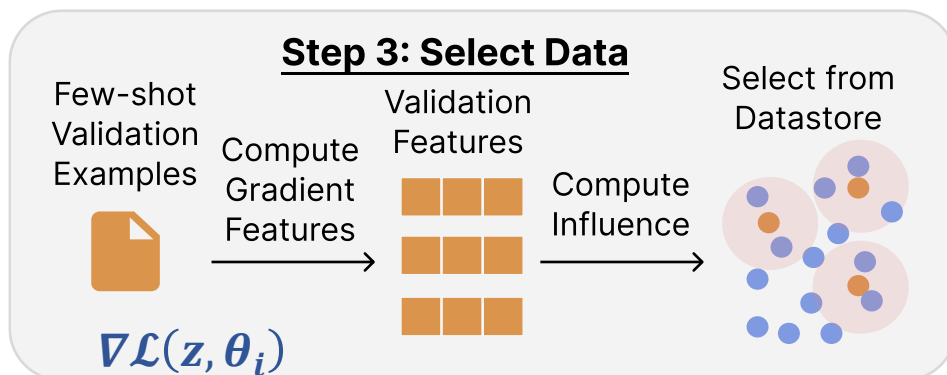 Step 3: Select Data
Few-shot
Validation
Examples
Compute
Gradient
Features
Validation
Features
Compute
Influence
Select from
Datastore
∇ℒ(z, θᵢ)